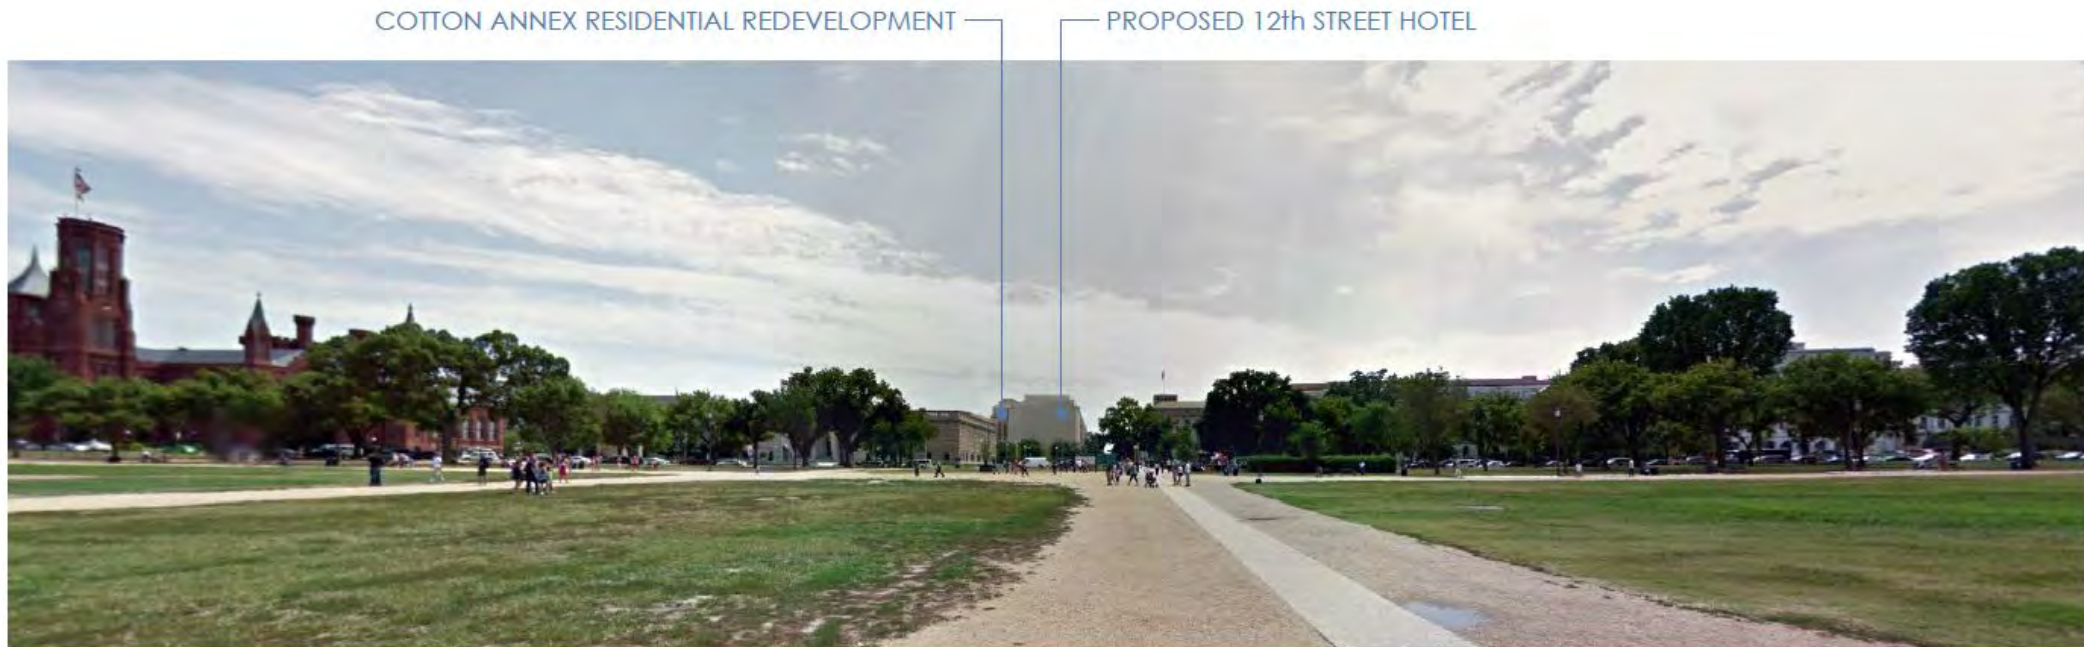 COTTON ANNEX RESIDENTIAL REDEVELOPMENT
PROPOSED 12th STREET HOTEL